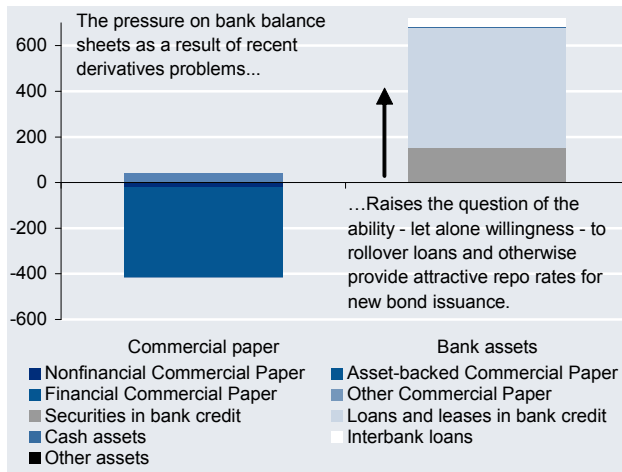 The pressure on bank balance
sheets as a result of recent
derivatives problems...
600
400
200
0
-200
-400
-600
…Raises the question of the
ability - let alone willingness - to
rollover loans and otherwise
provide attractive repo rates for
new bond issuance.
Commercial paper
Bank assets
Nonfinancial Commercial Paper
Asset-backed Commercial Paper
Financial Commercial Paper
Other Commercial Paper
Securities in bank credit
Loans and leases in bank credit
Cash assets
Interbank loans
Other assets